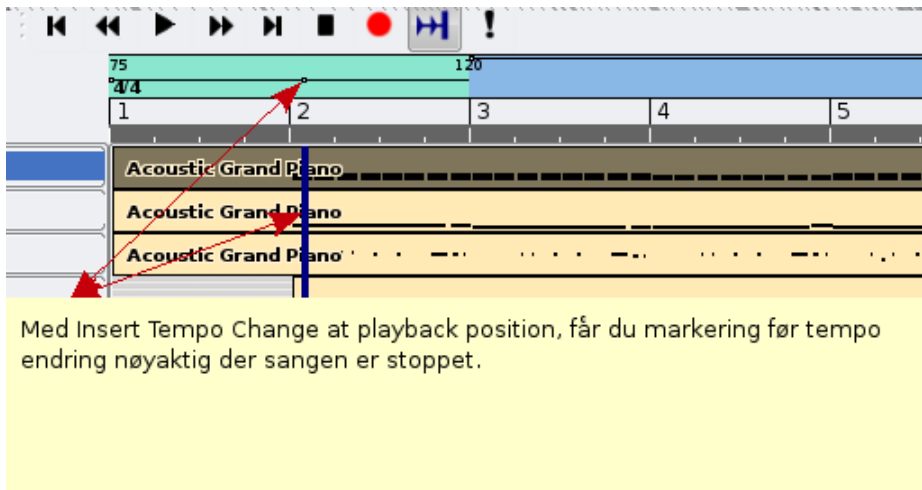 75 120
4/4
1 2 3 4 5
Acoustic Grand Piano
Acoustic Grand Piano
Acoustic Grand Piano
Med Insert Tempo Change at playback position, får du markering før tempo
endring nøyaktig der sangen er stoppet.